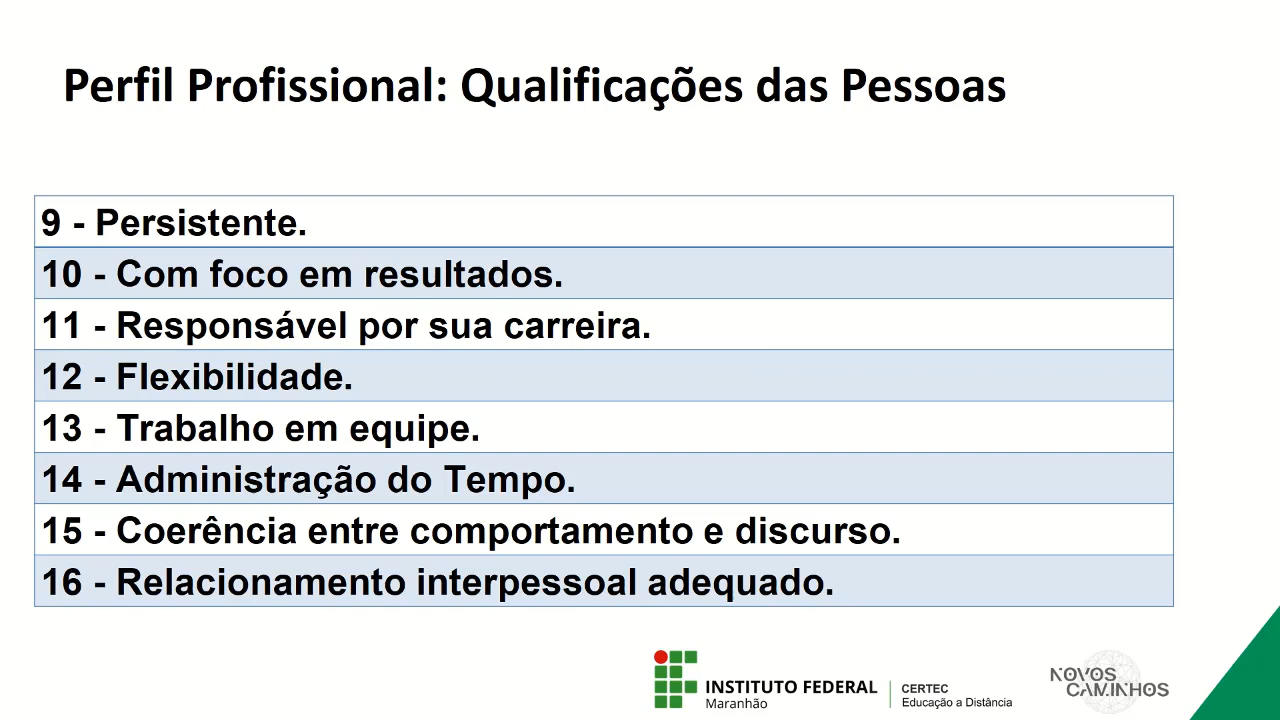 Perfil Profissional: Qualificações das Pessoas
9 - Persistente.
10 - Com foco em resultados.
11 - Responsável por sua carreira.
12 - Flexibilidade.
13 - Trabalho em equipe.
14 - Administração do Tempo.
15 - Coerência entre comportamento e discurso.
16 - Relacionamento interpessoal adequado.
INSTITUTO FEDERAL
Maranhão
CERTEC
Educação a Distância
NOVOS
CAMINHOS